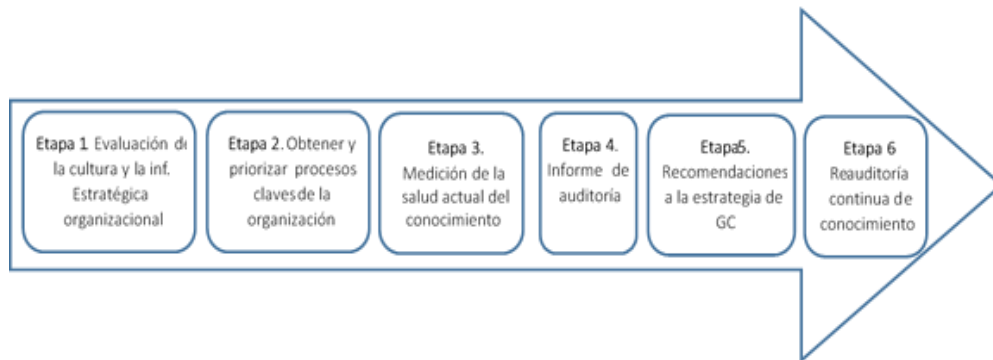 Etapa 1 Evaluación de
la cultura y la inf.
Estratégica
organizacional
Etapa 2. Obtener y
priorizar procesos
claves de la
organización
Etapa 3.
Medición de la
salud actual del
conocimiento
Etapa 4.
Informe de
auditoría
Etapa5.
Recomendaciones
a la estrategia de
GC
Etapa 6
Reauditoría
continua de
conocimiento